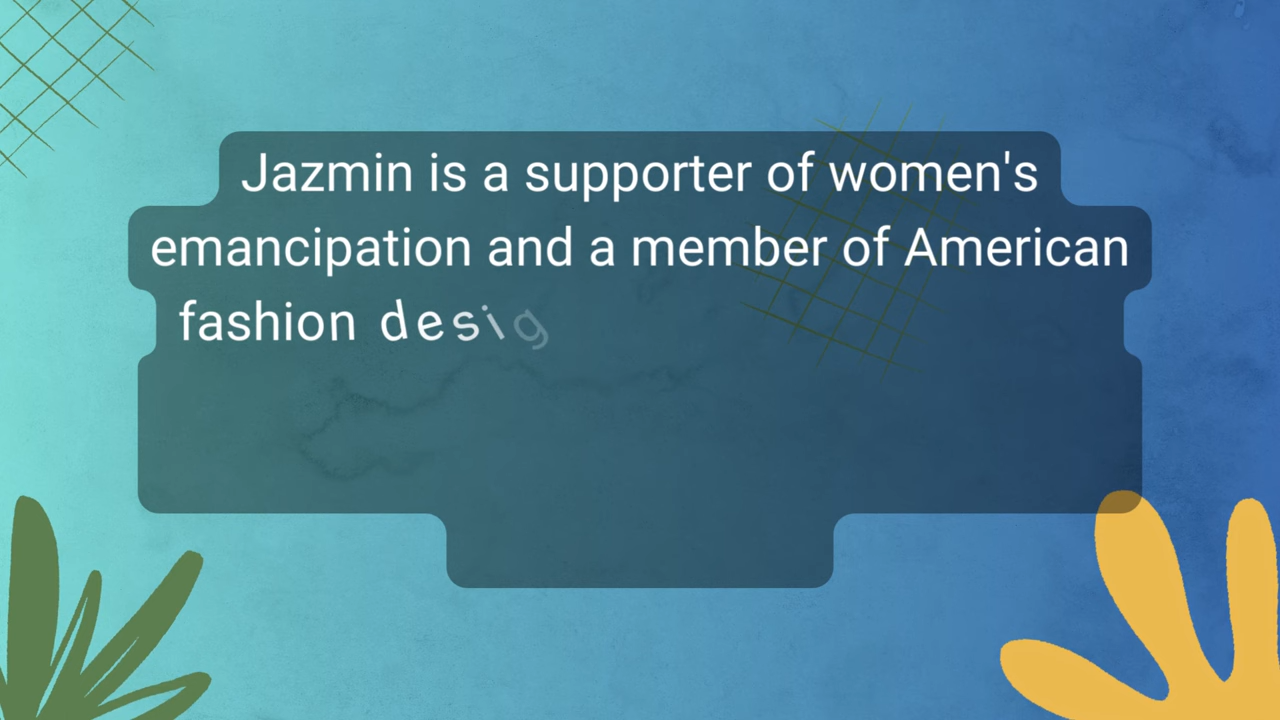 Jazmin is a supporter of women's
emancipation and a member of American
fashion desig